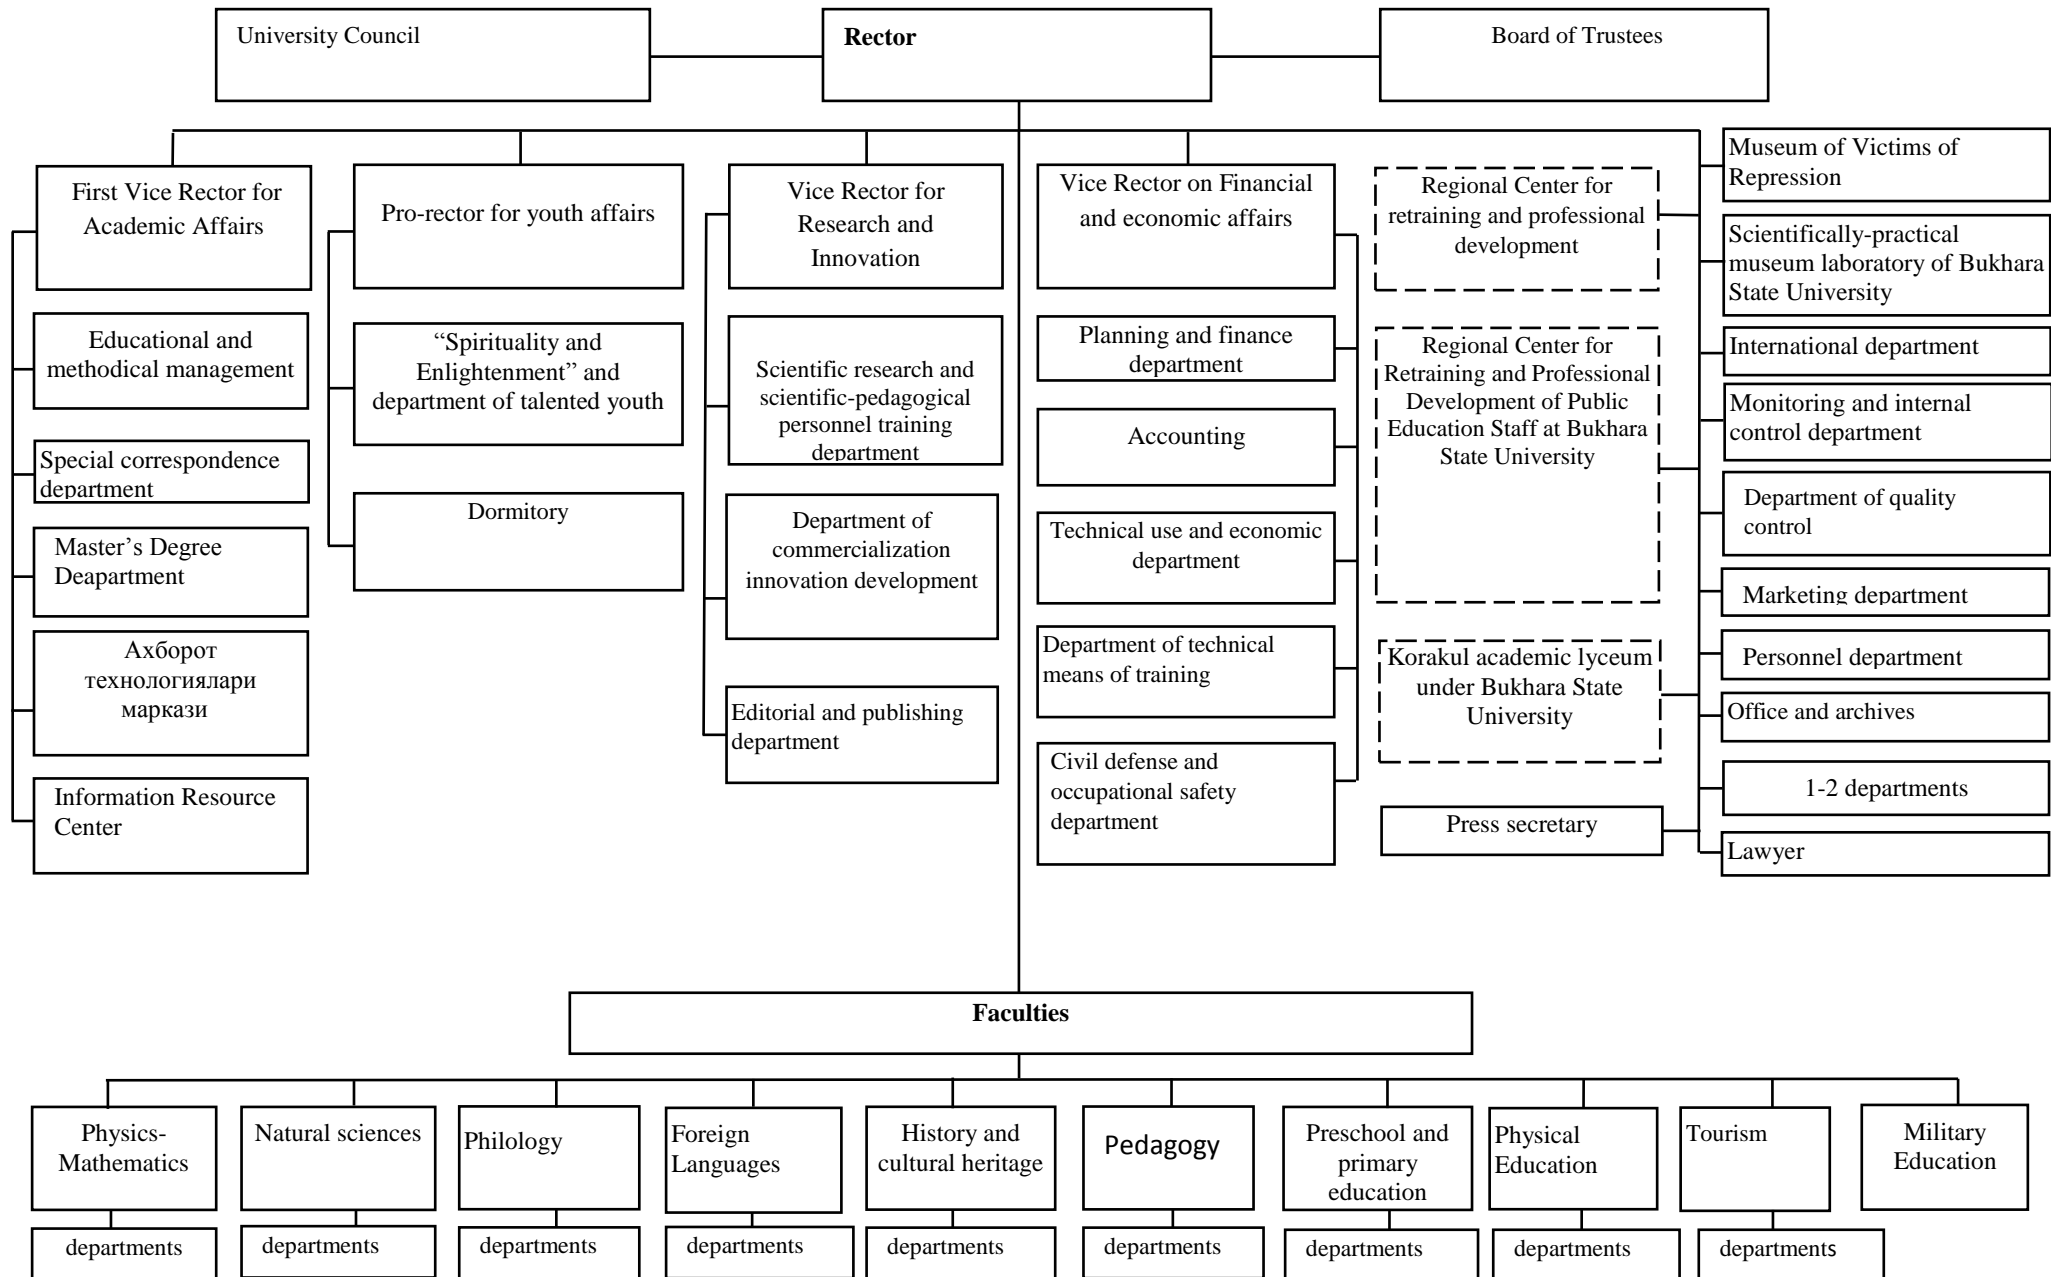 University Council
Rector
Board of Trustees
First Vice Rector for
Academic Affairs
Educational and
methodical management
Special correspondence
department
Master’s Degree
Deapartment
Ахборот
технологиялари
маркази
Information Resource
Center
Pro-rector for youth affairs
“Spirituality and
Enlightenment” and
department of talented youth
Dormitory
Vice Rector for
Research and
Innovation
Scientific research and
scientific-pedagogical
personnel training
department
Department of
commercialization
innovation development
Editorial and publishing
department
Vice Rector on Financial
and economic affairs
Planning and finance
department
Accounting
Technical use and economic
department
Department of technical
means of training
Civil defense and
occupational safety
department
Regional Center for
retraining and professional
development
Regional Center for
Retraining and Professional
Development of Public
Education Staff at Bukhara
State University
Korakul academic lyceum
under Bukhara State
University
Press secretary
Museum of Victims of
Repression
Scientifically-practical
museum laboratory of Bukhara
State University
International department
Monitoring and internal
control department
Department of quality
control
Marketing department
Personnel department
Office and archives
1-2 departments
Lawyer
Faculties
Physics-
Mathematics
Natural sciences
Philology
Foreign
Languages
History and
cultural heritage
Pedagogy
Preschool and
primary
education
Physical
Education
Tourism
Military
Education
departments
departments
departments
departments
departments
departments
departments
departments
departments